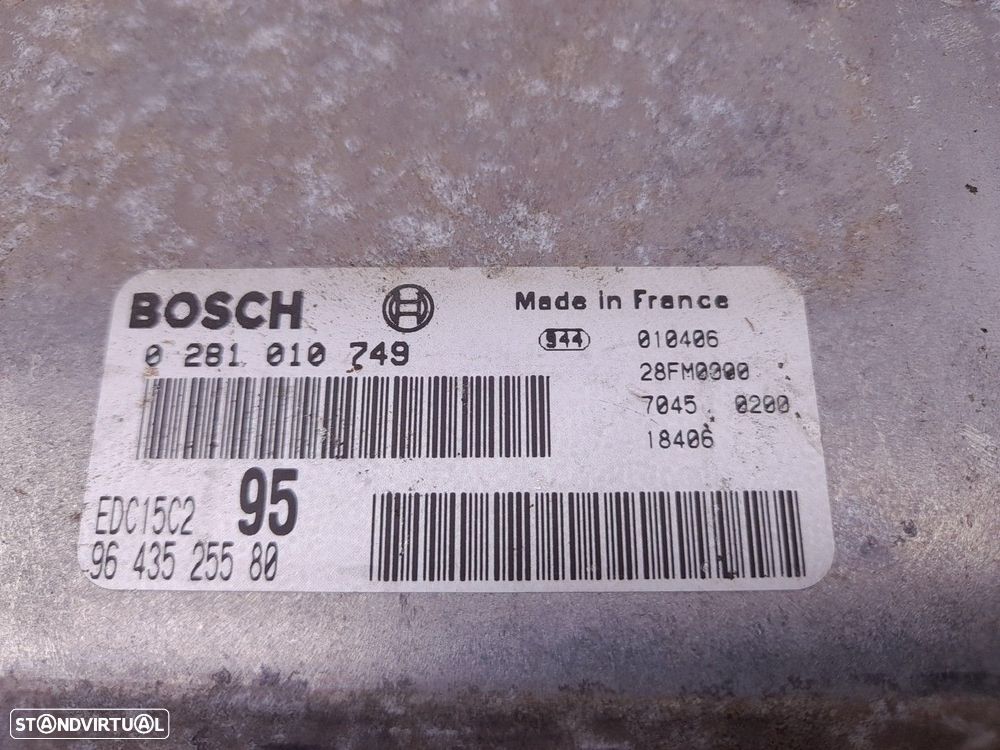 BOSCH
Made in France
0 281 010 749
944 010406
28FM0300
7045 0200
18406
EDC15C2 95
96 435 255 80
STANDVIRTUAL